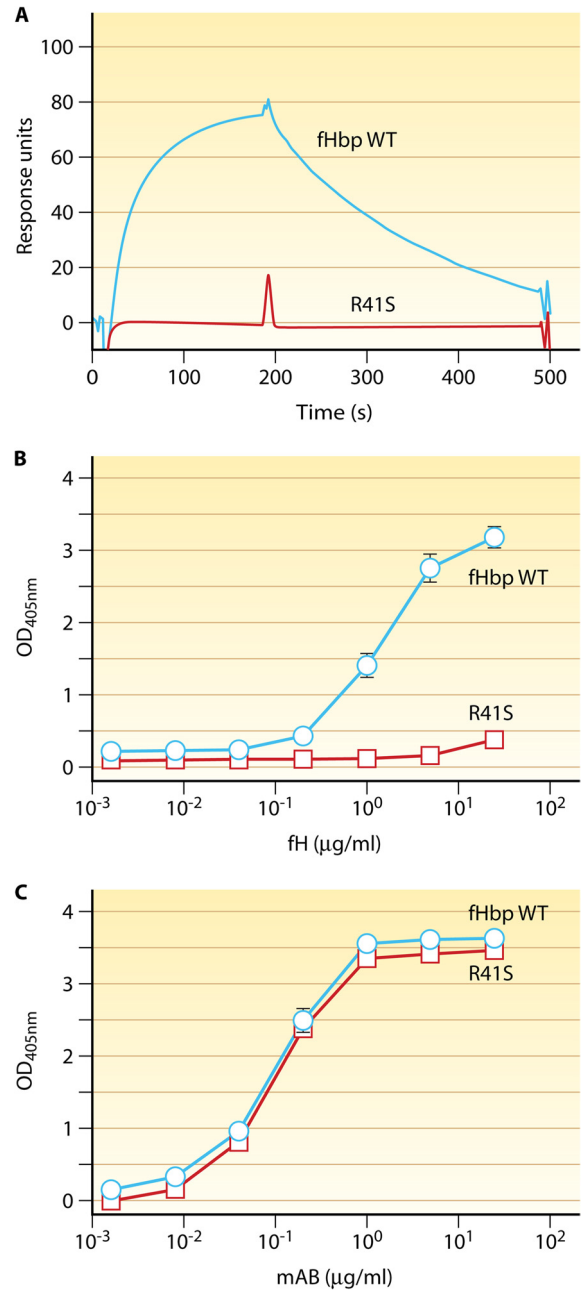 A
100
80
60
40
20
0
Response units
fHbp WT
R41S
0
100
200
300
400
500
Time (s)
B
4
3
2
1
0
OD405nm
fHbp WT
R41S
10-3
10-2
10-1
100
101
102
fH (μg/ml)
C
4
3
2
1
0
OD405nm
fHbp WT
R41S
10-3
10-2
10-1
100
101
102
mAB (μg/ml)